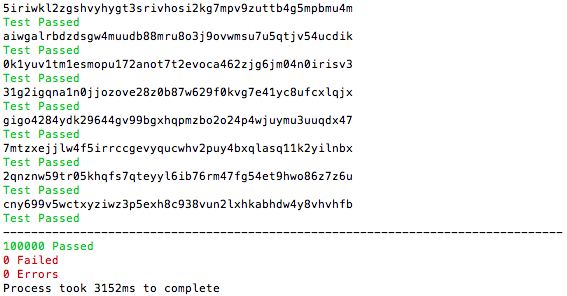 5iriwkl2zgshvyhygt3srivhosi2kg7mpv9zuttb4g5mpbmu4m
Test Passed
aiwgalrbdzdsgw4muudb88mru8o3j9ovwmsu7u5qtjv54ucdik
Test Passed
0k1yuv1tm1esmopu172anot7t2evoca462zjg6jm04n0irisv3
Test Passed
31g2igqna1n0jjozove28z0b87w629f0kvg7e41yc8ufcxlqjx
Test Passed
gigo4284ydk29644gv99bgxhqpmzbo2o24p4wjuymu3uuqdx47
Test Passed
7mtzxejjlw4f5irrccgevyqucwhv2puy4bxqlasq11k2yilnbx
Test Passed
2qnznw59tr05khqfs7qteyyl6ib76rm47fg54et9hwo86z7z6u
Test Passed
cny699v5wctxyziwz3p5exh8c938vun2lxhkabhdw4y8vhvhfb
Test Passed
--------------------------------------------------------------------------------
100000 Passed
0 Failed
0 Errors
Process took 3152ms to complete